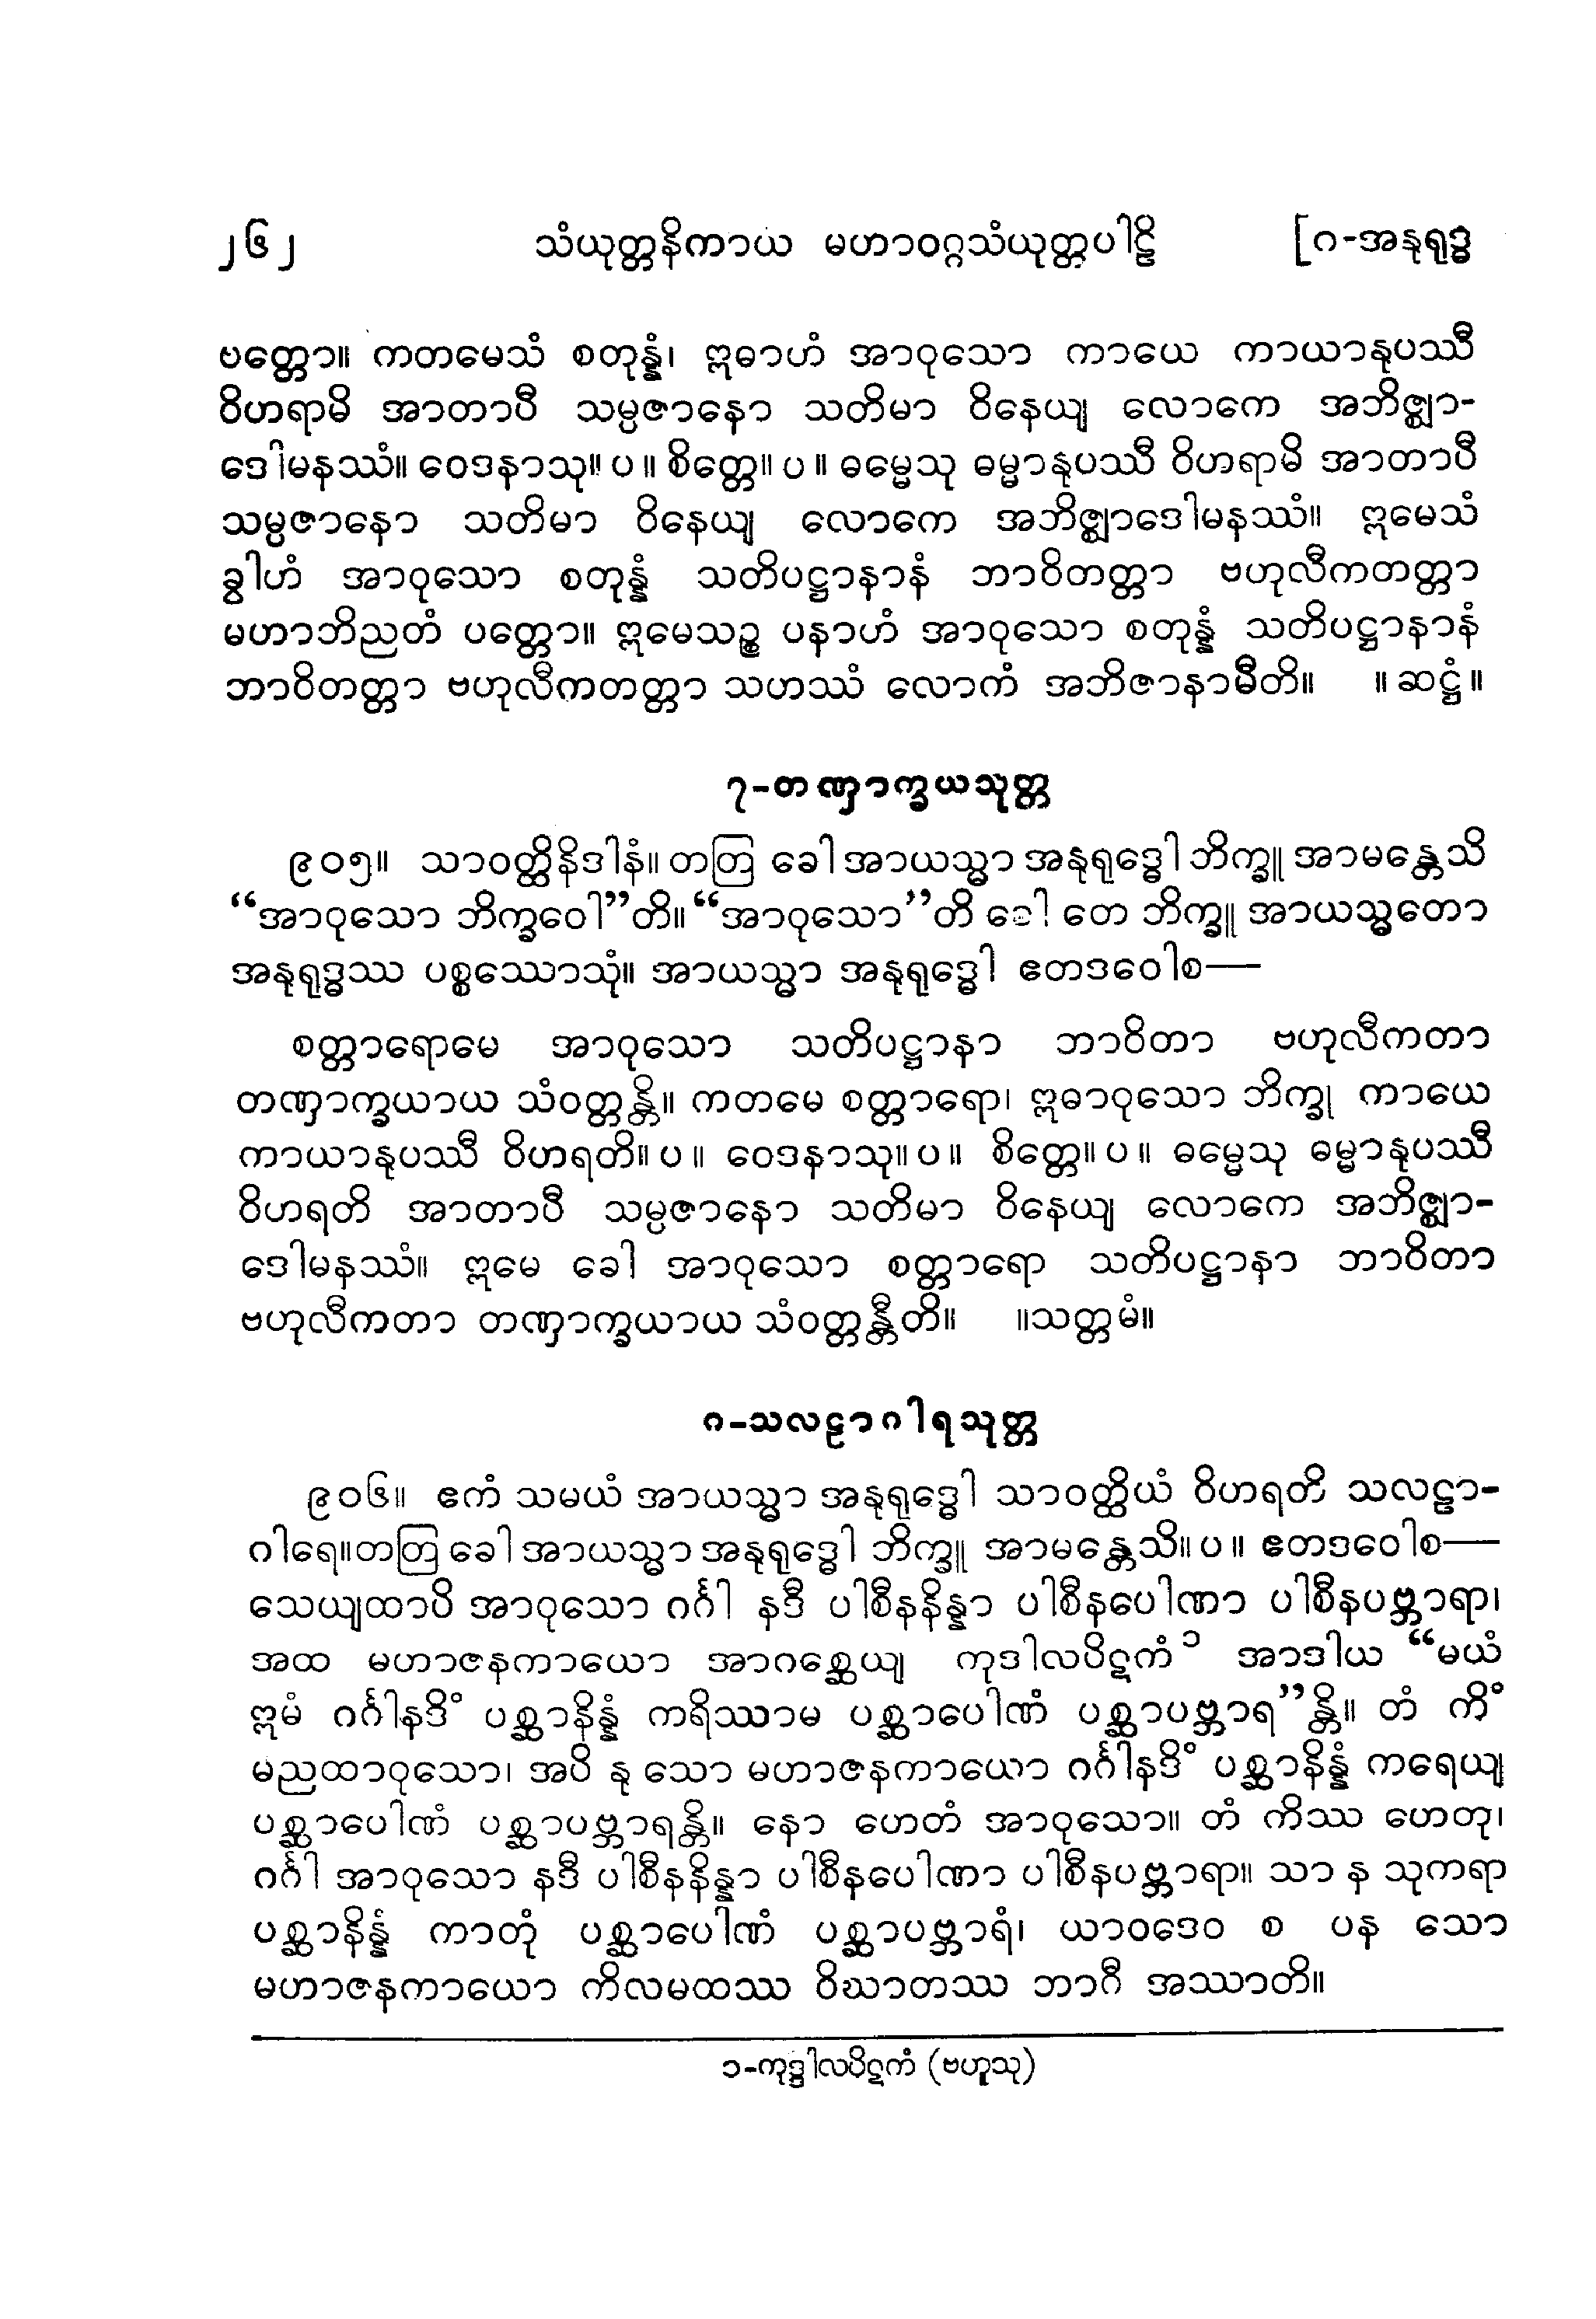 ၂၆၂ သံယုတ္တနိကာယ မဟာဝဂ္ဂသံယုတ္တပါဠိ [၈-အနုရုဒ္ဓ
ပတ္တော။ ကတမေသံ စတုန္နံ၊ ဣဓာဟံ အာဝုသော ကာယေ ကာယာနုပဿီ
ဝိဟရာမိ အာတာပီ သမ္ပဇာနော သတိမာ ဝိနေယျ လောကေ အဘိဇ္ဈာ-
ဒေါမနဿံ။ ဝေဒနာသု။ ပ ။ စိတ္တေ။ ပ ။ ဓမ္မေသု ဓမ္မာနုပဿီ ဝိဟရာမိ အာတာပီ
သမ္ပဇာနော သတိမာ ဝိနေယျ လောကေ အဘိဇ္ဈာဒေါမနဿံ။ ဣမေသံ
ခွါဟံ အာဝုသော စတုန္နံ သတိပဋ္ဌာနာနံ ဘာဝိတတ္တာ ဗဟုလီကတတ္တာ
မဟာဘိညတံ ပတ္တော။ ဣမေသဉ္စ ပနာဟံ အာဝုသော စတုန္နံ သတိပဋ္ဌာနာနံ
ဘာဝိတတ္တာ ဗဟုလီကတတ္တာ သဟဿံ လောကံ အဘိဇာနာမီတိ။ ။ ဆဋ္ဌံ။
၇-တဏှာက္ခယသုတ္တ
၉၀၅။ သာဝတ္ထိနိဒါနံ။ တတြ ခေါ အာယသ္မာ အနုရုဒ္ဓေါ ဘိက္ခူ အာမန္တေသိ
“အာဝုသော ဘိက္ခဝေါ”တိ။ “အာဝုသော”တိ ခေါ တေ ဘိက္ခူ အာယသ္မတော
အနုရုဒ္ဓဿ ပစ္စဿောသုံ။ အာယသ္မာ အနုရုဒ္ဓေါ ဧတဒဝေါစ—
စတ္တာရောမေ အာဝုသော သတိပဋ္ဌာနာ ဘာဝိတာ ဗဟုလီကတာ
တဏှာက္ခယာယ သံဝတ္တန္တိ။ ကတမေ စတ္တာရော၊ ဣဓာဝုသော ဘိက္ခု ကာယေ
ကာယာနုပဿီ ဝိဟရတိ။ ပ ။ ဝေဒနာသု။ ပ ။ စိတ္တေ။ ပ ။ ဓမ္မေသု ဓမ္မာနုပဿီ
ဝိဟရတိ အာတာပီ သမ္ပဇာနော သတိမာ ဝိနေယျ လောကေ အဘိဇ္ဈာ-
ဒေါမနဿံ။ ဣမေ ခေါ အာဝုသော စတ္တာရော သတိပဋ္ဌာနာ ဘာဝိတာ
ဗဟုလီကတာ တဏှာက္ခယာယ သံဝတ္တန္တီတိ။ ။သတ္တမံ။
၈-သလဠာဂါရသုတ္တ
၉၀၆။ ဧကံ သမယံ အာယသ္မာ အနုရုဒ္ဓေါ သာဝတ္ထိယံ ဝိဟရတိ သလဠာ-
ဂါရေ။တတြ ခေါ အာယသ္မာ အနုရုဒ္ဓေါ ဘိက္ခူ အာမန္တေသိ။ ပ ။ ဧတဒဝေါစ—
သေယျထာပိ အာဝုသော ဂင်္ဂါ နဒီ ပါစီနနိန္နာ ပါစီနပေါဏာ ပါစီနပဗ္ဘာရာ၊
အထ မဟာဇနကာယော အာဂစ္ဆေယျ ကုဒါလပိဋကံ၁ အာဒါယ “မယံ
ဣမံ ဂင်္ဂါနဒိံ ပစ္ဆာနိန္နံ ကရိဿာမ ပစ္ဆာပေါဏံ ပစ္ဆာပဗ္ဘာရ”န္တိ။ တံ ကိံ
မညထာဝုသော၊ အပိ နု သော မဟာဇနကာယော ဂင်္ဂါနဒိံ ပစ္ဆာနိန္နံ ကရေယျ
ပစ္ဆာပေါဏံ ပစ္ဆာပဗ္ဘာရန္တိ။ နော ဟေတံ အာဝုသော။ တံ ကိဿ ဟေတု၊
ဂင်္ဂါ အာဝုသော နဒီ ပါစီနနိန္နာ ပါစီနပေါဏာ ပါစီနပဗ္ဘာရာ။ သာ န သုကရာ
ပစ္ဆာနိန္နံ ကာတုံ ပစ္ဆာပေါဏံ ပစ္ဆာပဗ္ဘာရံ၊ ယာဝဒေဝ စ ပန သော
မဟာဇနကာယော ကိလမထဿ ဝိဃာတဿ ဘာဂီ အဿာတိ။
၁-ကုဒ္ဒါလပိဋကံ (ဗဟူသု)